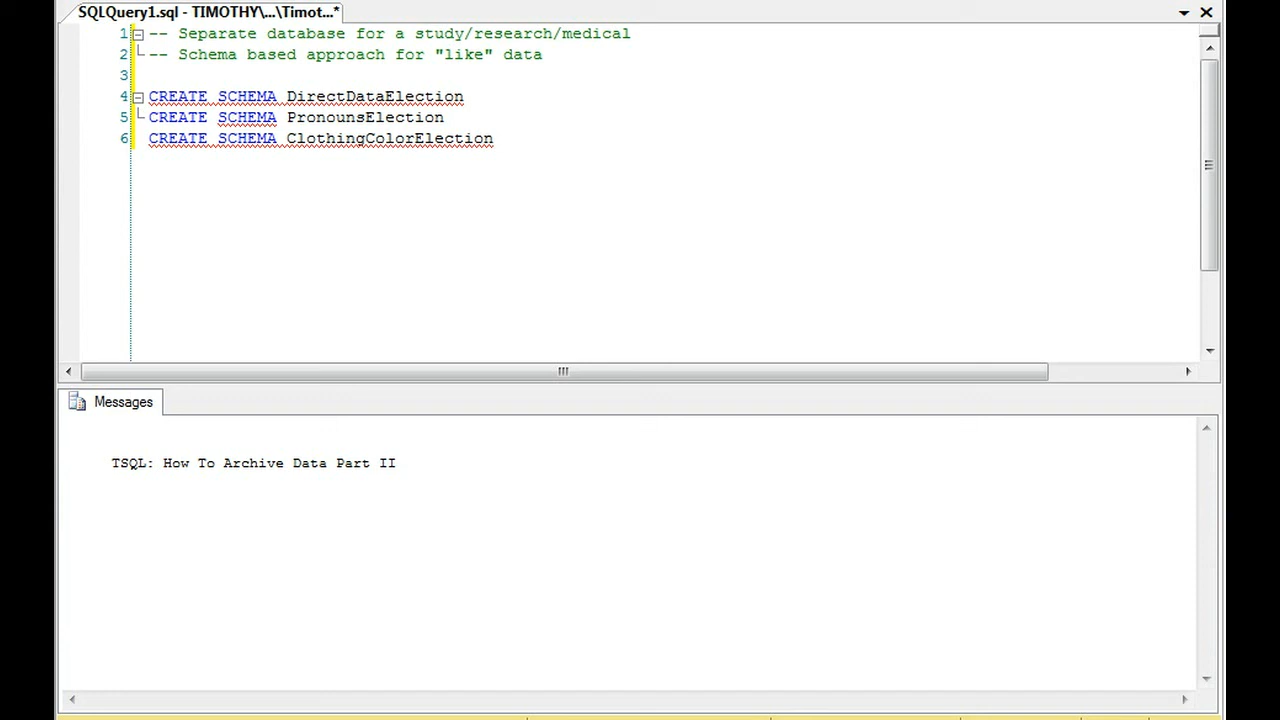 SQLQuery1.sql - TIMOTHY\...\Timot...*
1 -- Separate database for a study/research/medical
2 -- Schema based approach for "like" data
3
4 CREATE SCHEMA DirectDataElection
5 CREATE SCHEMA PronounsElection
6 CREATE SCHEMA ClothingColorElection
Messages
TSQL: How To Archive Data Part II